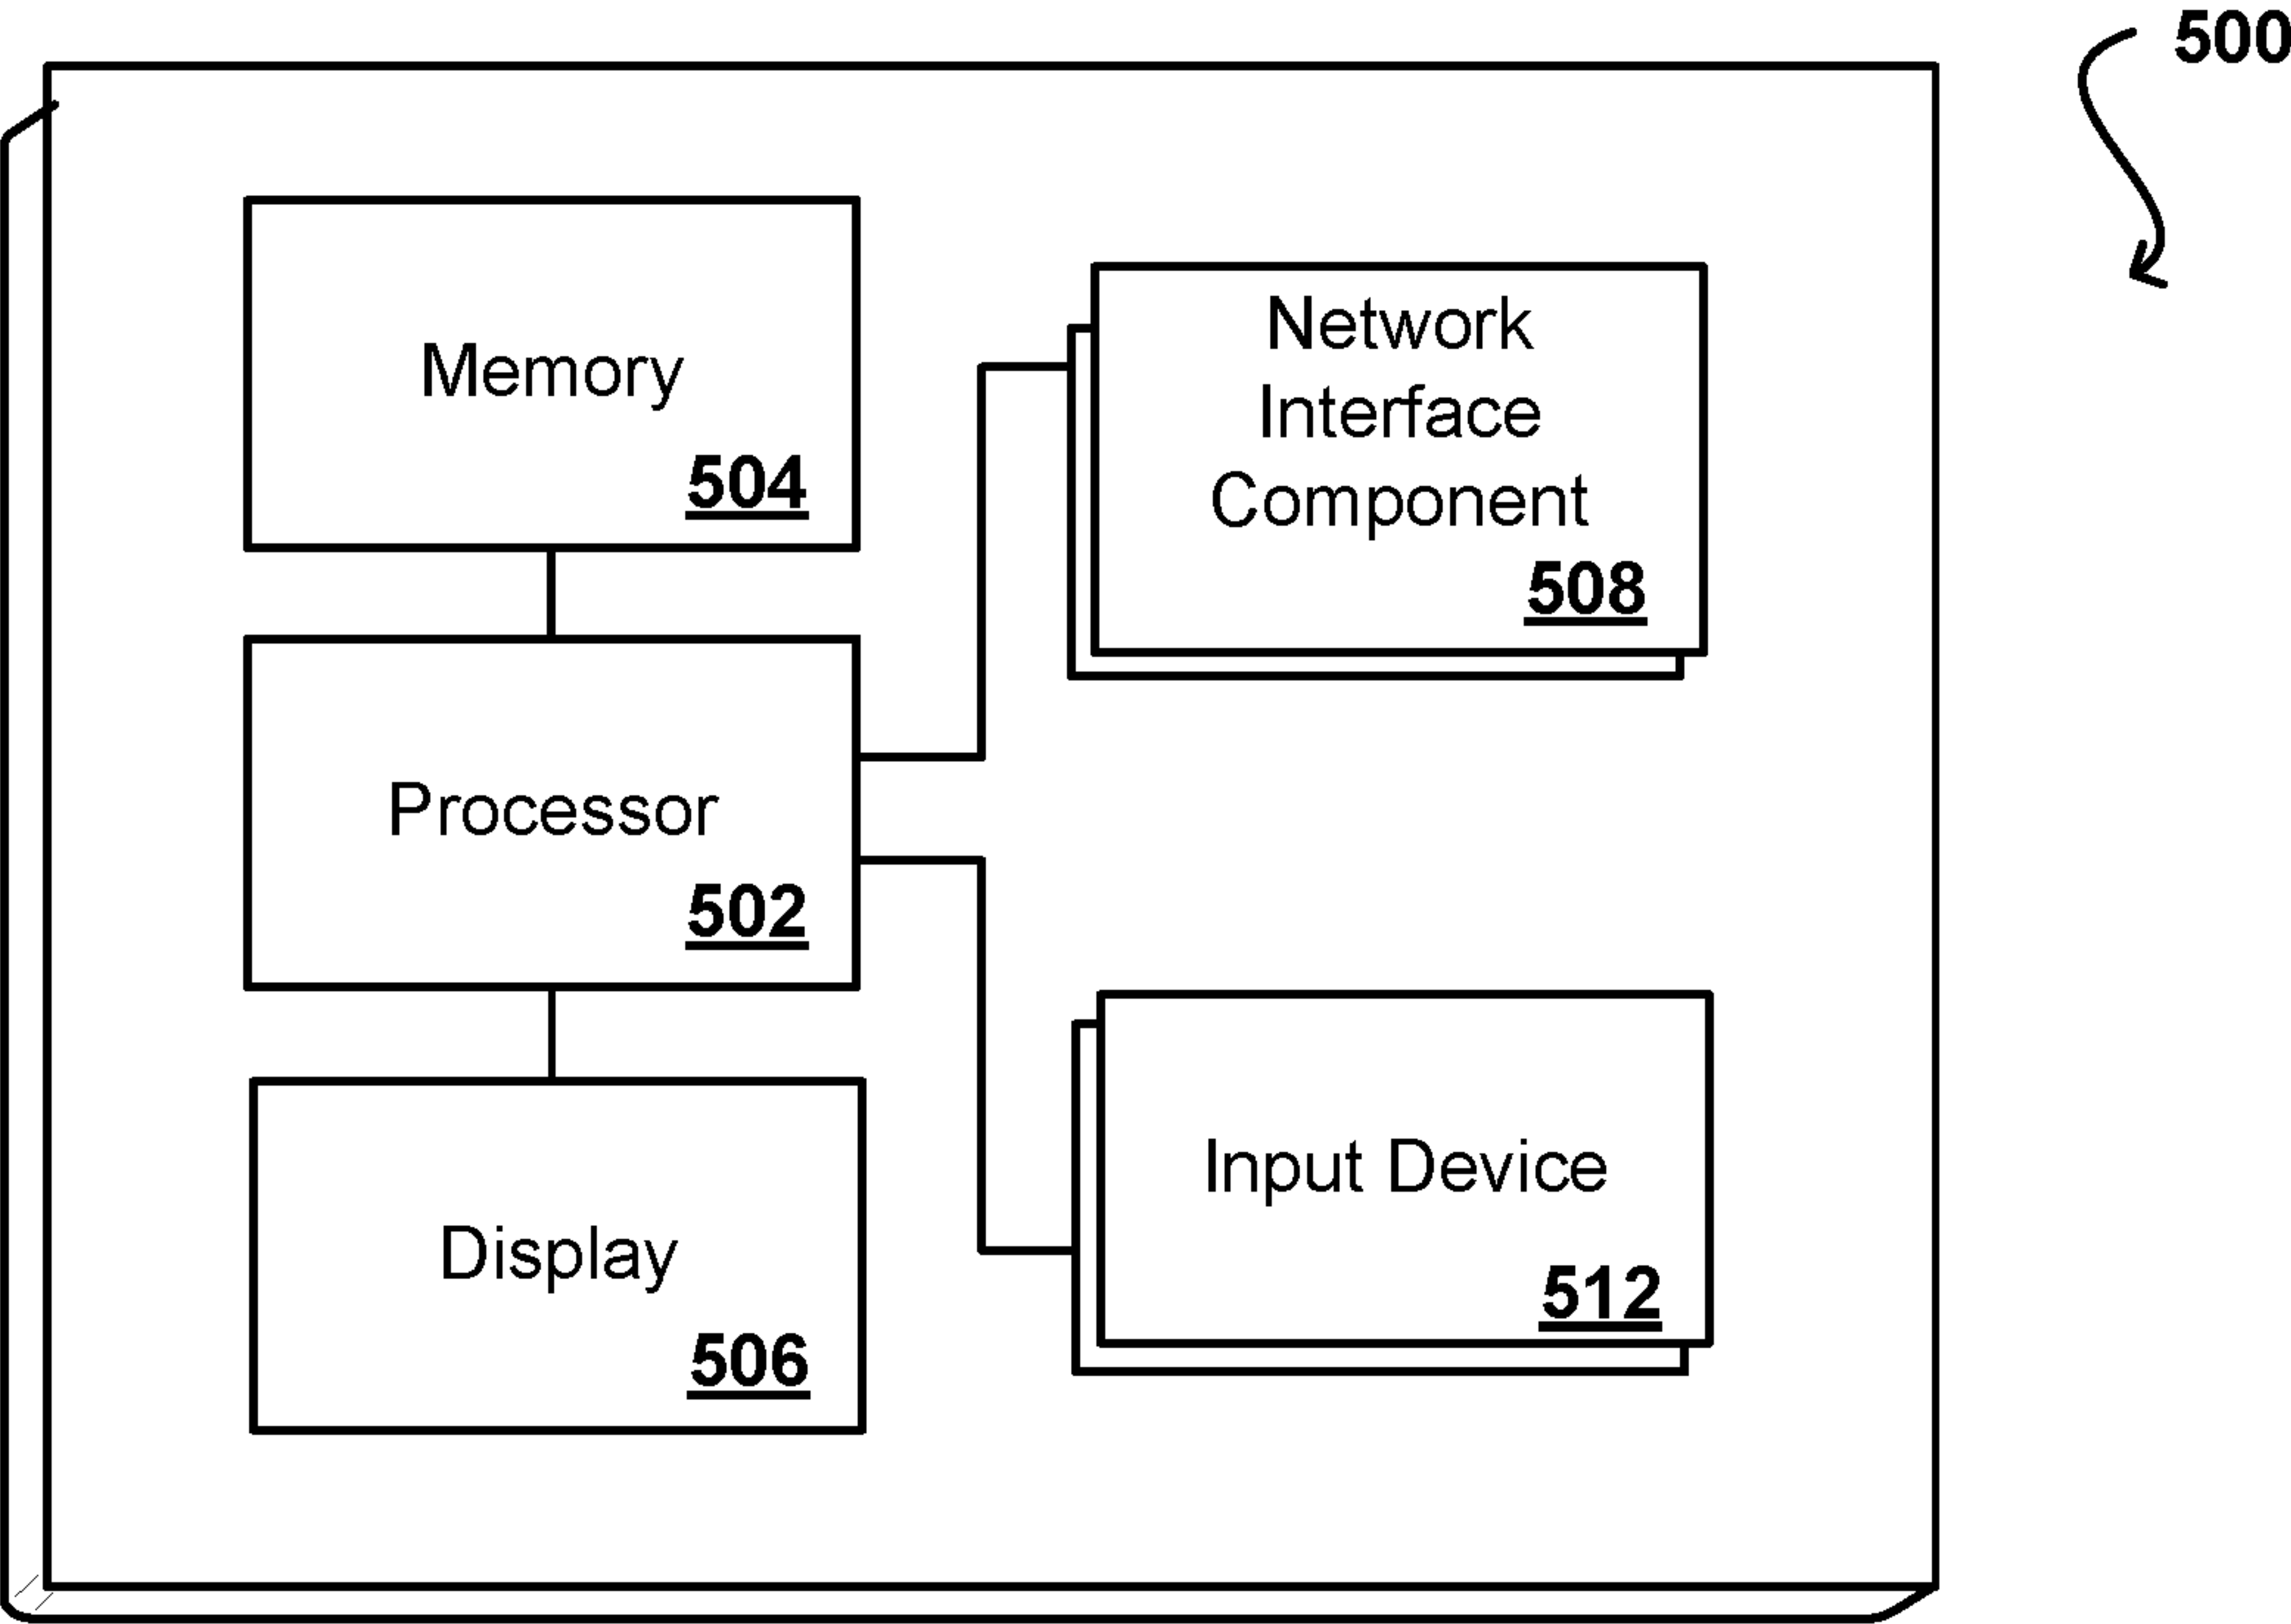 500
Memory
504
Network
Interface
Component
508
Processor
502
Input Device
512
Display
506